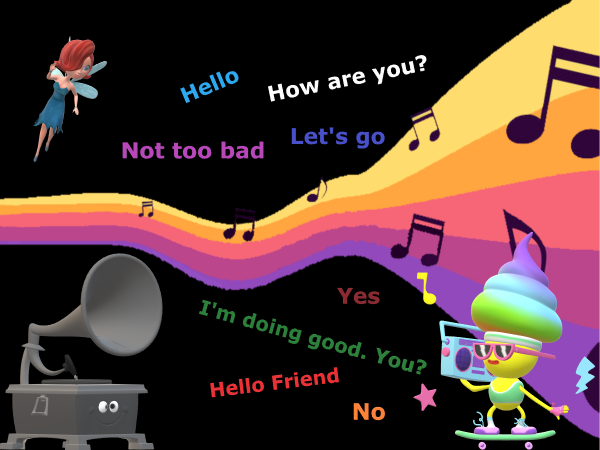 Hello
How are you?
Not too bad
Let's go
Yes
I'm doing good. You?
Hello Friend
No